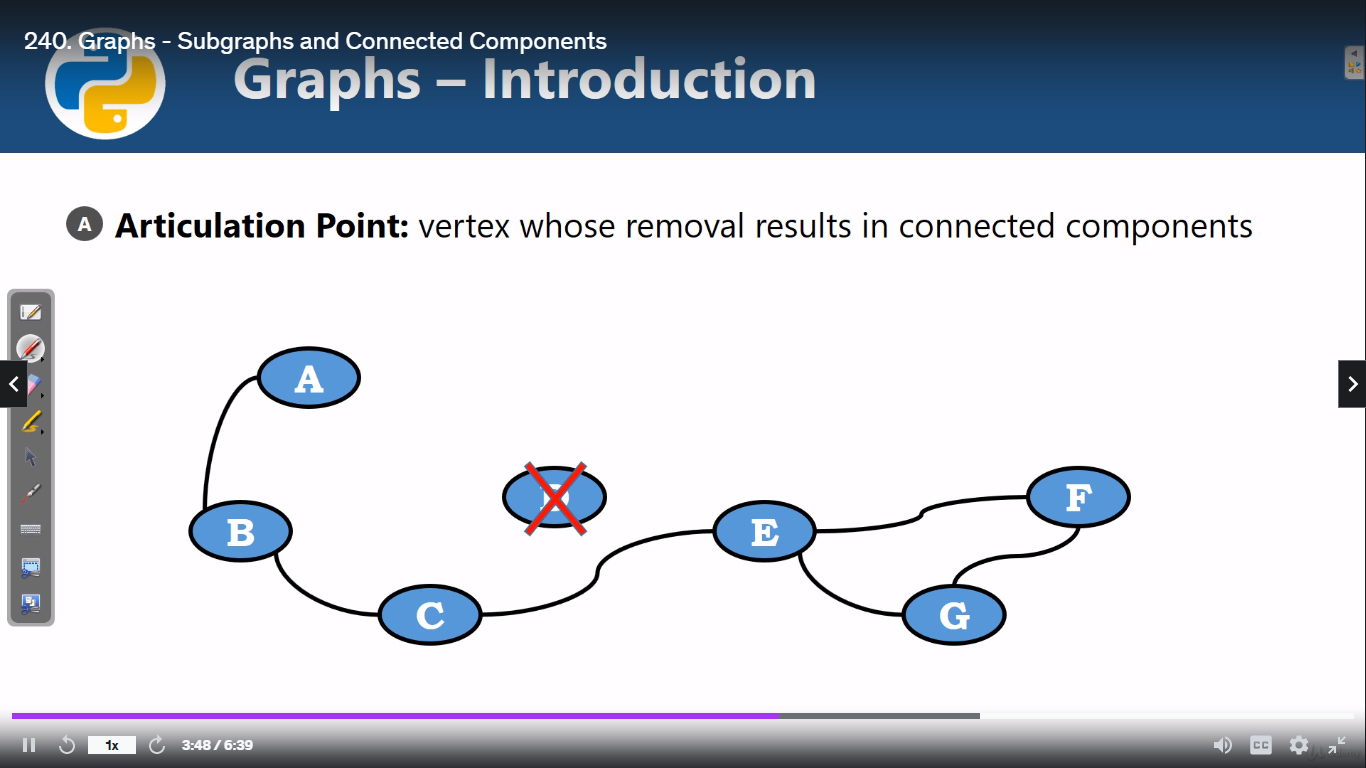 240. Graphs - Subgraphs and Connected Components
Graphs – Introduction
A Articulation Point: vertex whose removal results in connected components
A
D
F
B
E
C
G
1x
3:48 / 6:39
CC